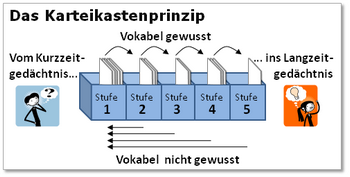 Das Karteikastenprinzip
Vokabel gewusst
Vom Kurzzeit-
gedächtnis...
... ins Langzeit-
gedächtnis
?
Stufe
1
Stufe
2
Stufe
3
Stufe
4
Stufe
5
Vokabel nicht gewusst